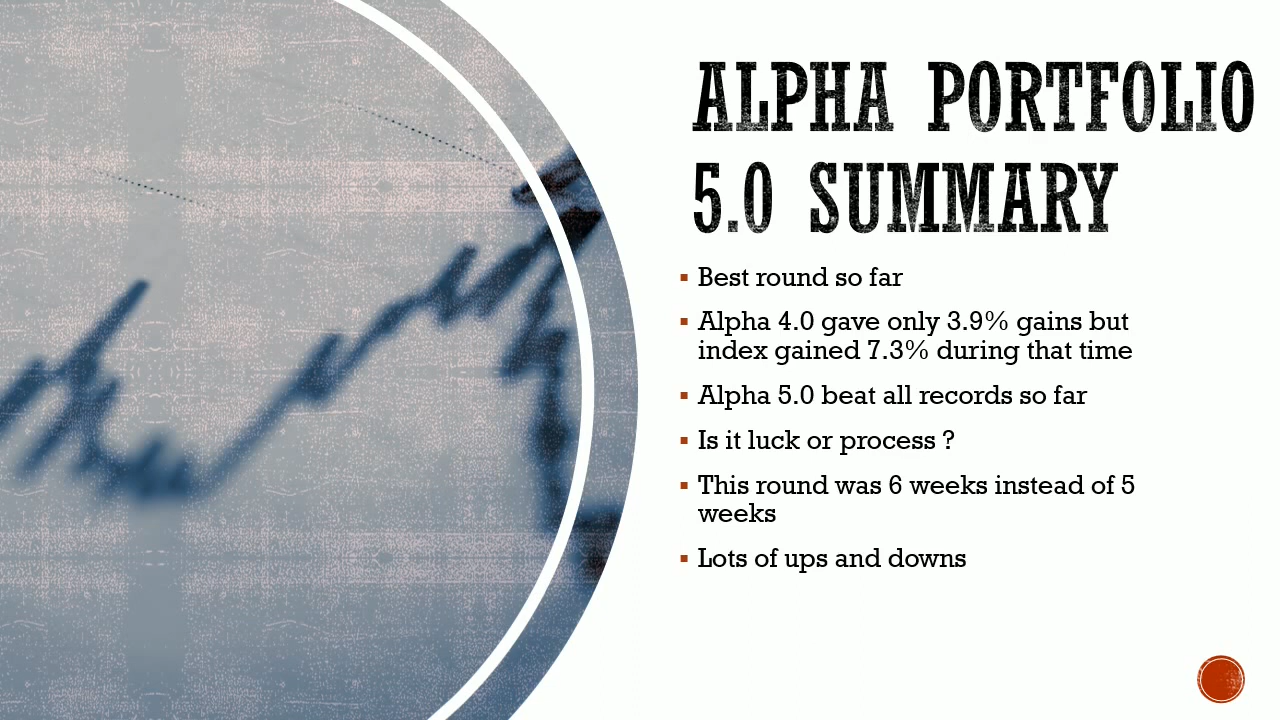 ALPHA PORTFOLIO
5.0 SUMMARY
▪ Best round so far
▪ Alpha 4.0 gave only 3.9% gains but
index gained 7.3% during that time
▪ Alpha 5.0 beat all records so far
▪ Is it luck or process ?
▪ This round was 6 weeks instead of 5
weeks
▪ Lots of ups and downs